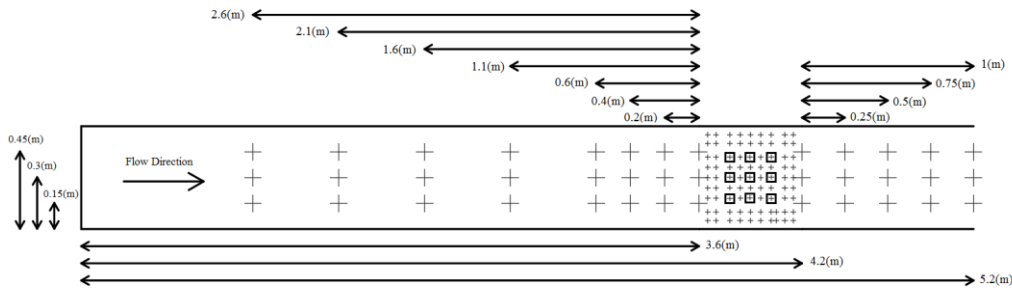 2.6(m)
2.1(m)
1.6(m)
1.1(m)
1(m)
0.6(m)
0.75(m)
0.4(m)
0.5(m)
0.2(m)
0.25(m)
0.45(m)
0.3(m)
0.15(m)
Flow Direction
3.6(m)
4.2(m)
5.2(m)